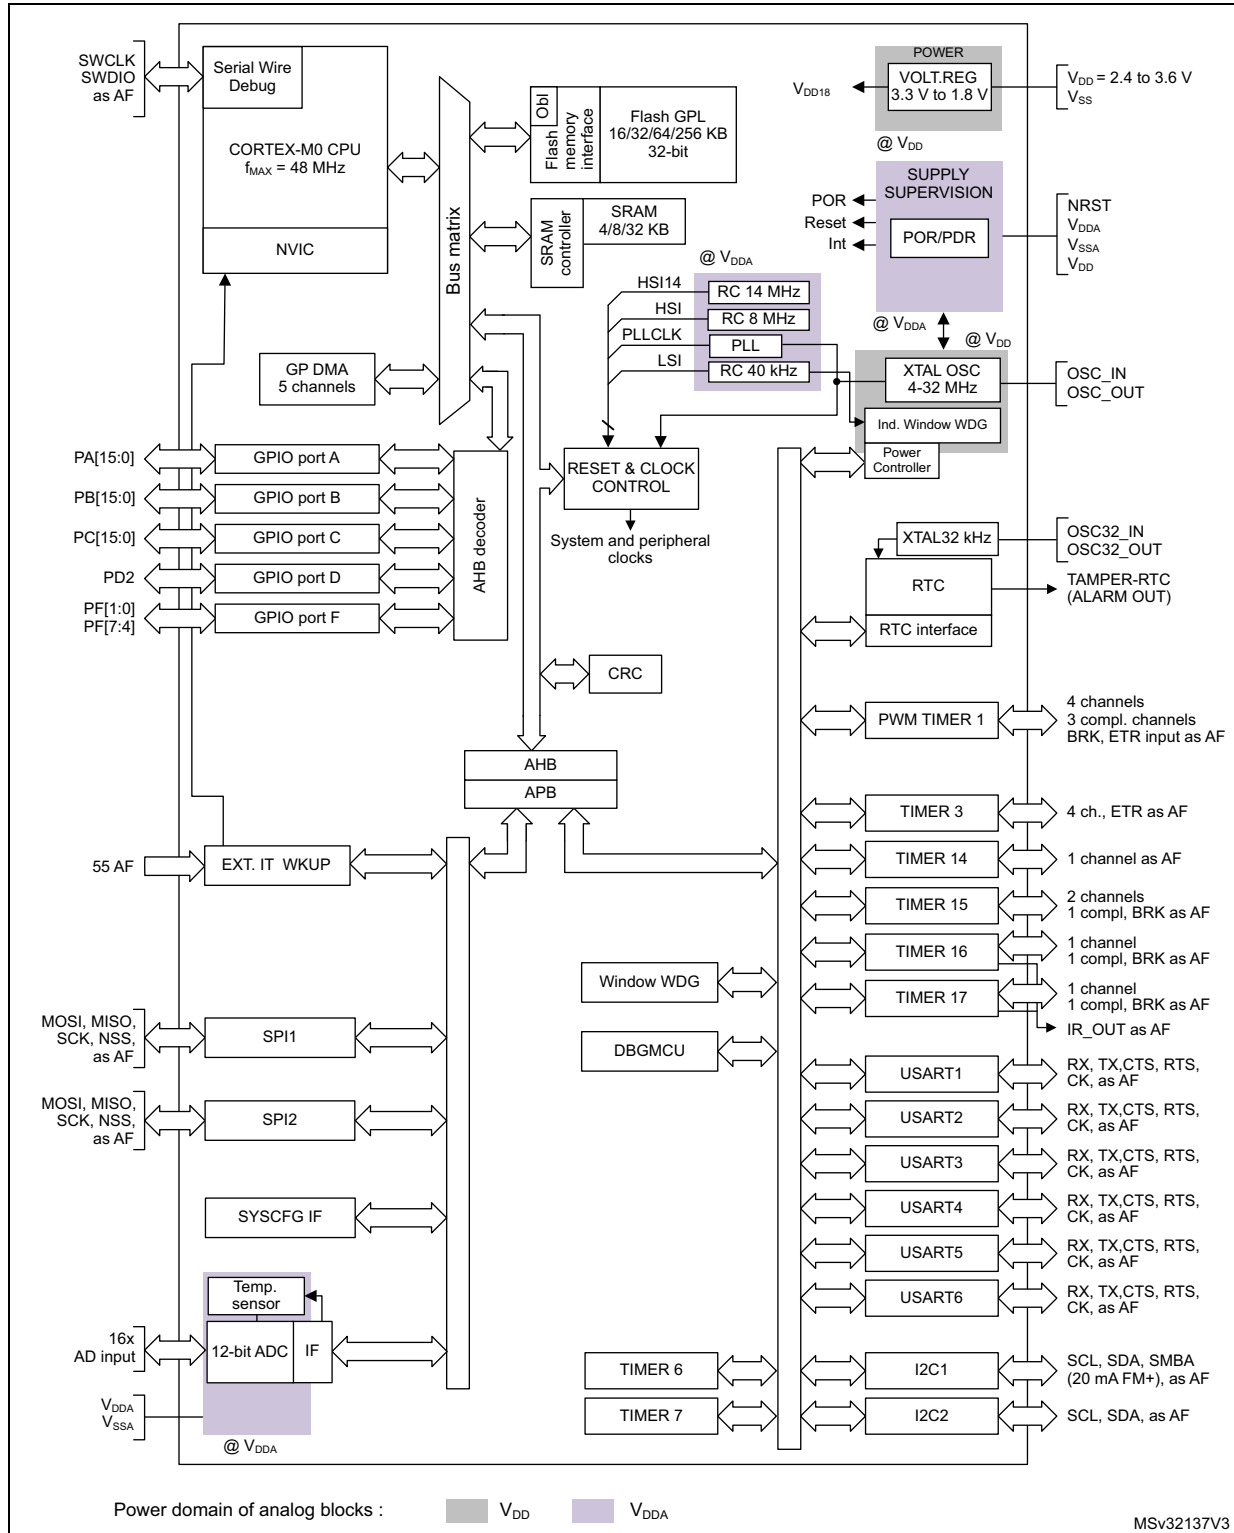 SWCLK
SWDIO
as AF
Serial Wire
Debug
CORTEX-M0 CPU
fMAX = 48 MHz
NVIC
Bus matrix
Obl
Flash
memory
interface
Flash GPL
16/32/64/256 KB
32-bit
SRAM
controller
SRAM
4/8/32 KB
POWER
VOLT.REG
3.3 V to 1.8 V
VDD18
VDD = 2.4 to 3.6 V
VSS
@ VDD
SUPPLY
SUPERVISION
POR
Reset
Int
POR/PDR
NRST
VDDA
VSSA
VDD
@ VDDA
@ VDDA
@ VDD
HSI14
HSI
PLLCLK
LSI
RC 14 MHz
RC 8 MHz
PLL
RC 40 kHz
XTAL OSC
4-32 MHz
OSC_IN
OSC_OUT
Ind. Window WDG
Power
Controller
GP DMA
5 channels
PA[15:0]
GPIO port A
PB[15:0]
GPIO port B
PC[15:0]
GPIO port C
PD2
GPIO port D
PF[1:0]
PF[7:4]
GPIO port F
AHB decoder
RESET & CLOCK
CONTROL
System and peripheral
clocks
XTAL32 kHz
OSC32_IN
OSC32_OUT
RTC
TAMPER-RTC
(ALARM OUT)
RTC interface
CRC
AHB
APB
PWM TIMER 1
4 channels
3 compl. channels
BRK, ETR input as AF
TIMER 3
4 ch., ETR as AF
TIMER 14
1 channel as AF
TIMER 15
2 channels
1 compl, BRK as AF
TIMER 16
1 channel
1 compl, BRK as AF
TIMER 17
1 channel
1 compl, BRK as AF
IR_OUT as AF
55 AF
EXT. IT WKUP
Window WDG
DBGMCU
MOSI, MISO,
SCK, NSS,
as AF
SPI1
MOSI, MISO,
SCK, NSS,
as AF
SPI2
SYSCFG IF
USART1
RX, TX,CTS, RTS,
CK, as AF
USART2
RX, TX,CTS, RTS,
CK, as AF
USART3
RX, TX,CTS, RTS,
CK, as AF
USART4
RX, TX,CTS, RTS,
CK, as AF
USART5
RX, TX,CTS, RTS,
CK, as AF
USART6
RX, TX,CTS, RTS,
CK, as AF
Temp.
sensor
16x
AD input
12-bit ADC
IF
VDDA
VSSA
@ VDDA
TIMER 6
TIMER 7
I2C1
SCL, SDA, SMBA
(20 mA FM+), as AF
I2C2
SCL, SDA, as AF
Power domain of analog blocks :
VDD
VDDA
MSv32137V3